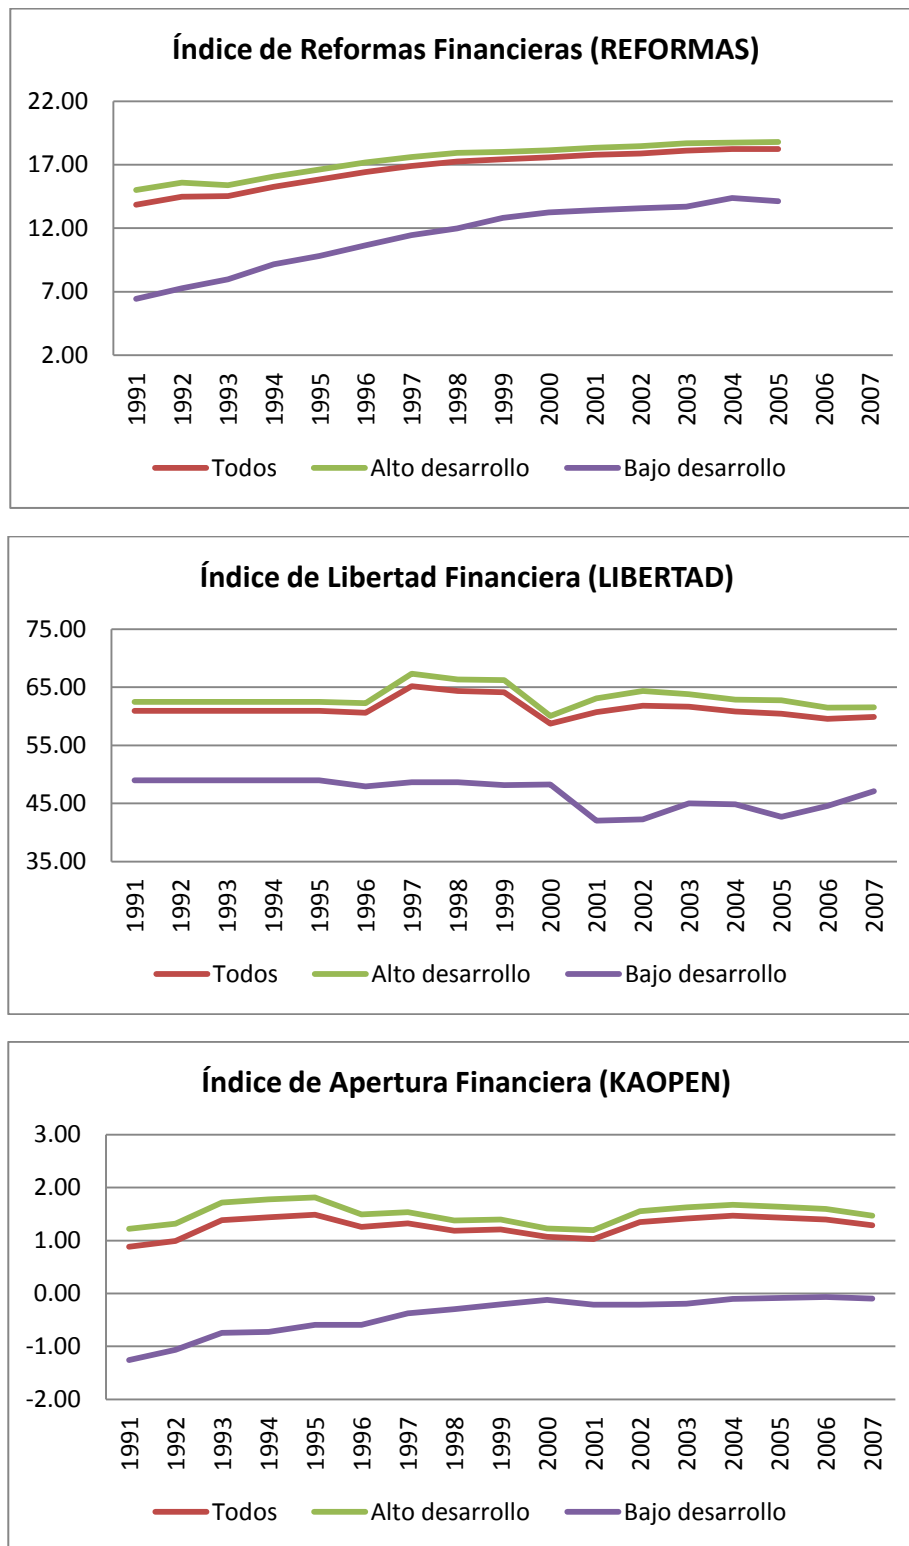 Índice de Reformas Financieras (REFORMAS)
22.00
17.00
12.00
7.00
2.00
1991 1992 1993 1994 1995 1996 1997 1998 1999 2000 2001 2002 2003 2004 2005 2006 2007
Todos Alto desarrollo Bajo desarrollo
Índice de Libertad Financiera (LIBERTAD)
75.00
65.00
55.00
45.00
35.00
1991 1992 1993 1994 1995 1996 1997 1998 1999 2000 2001 2002 2003 2004 2005 2006 2007
Todos Alto desarrollo Bajo desarrollo
Índice de Apertura Financiera (KAOPEN)
3.00
2.00
1.00
0.00
-1.00
-2.00
1991 1992 1993 1994 1995 1996 1997 1998 1999 2000 2001 2002 2003 2004 2005 2006 2007
Todos Alto desarrollo Bajo desarrollo